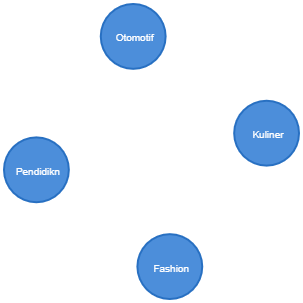 Otomotif
Kuliner
Pendidikn
Fashion